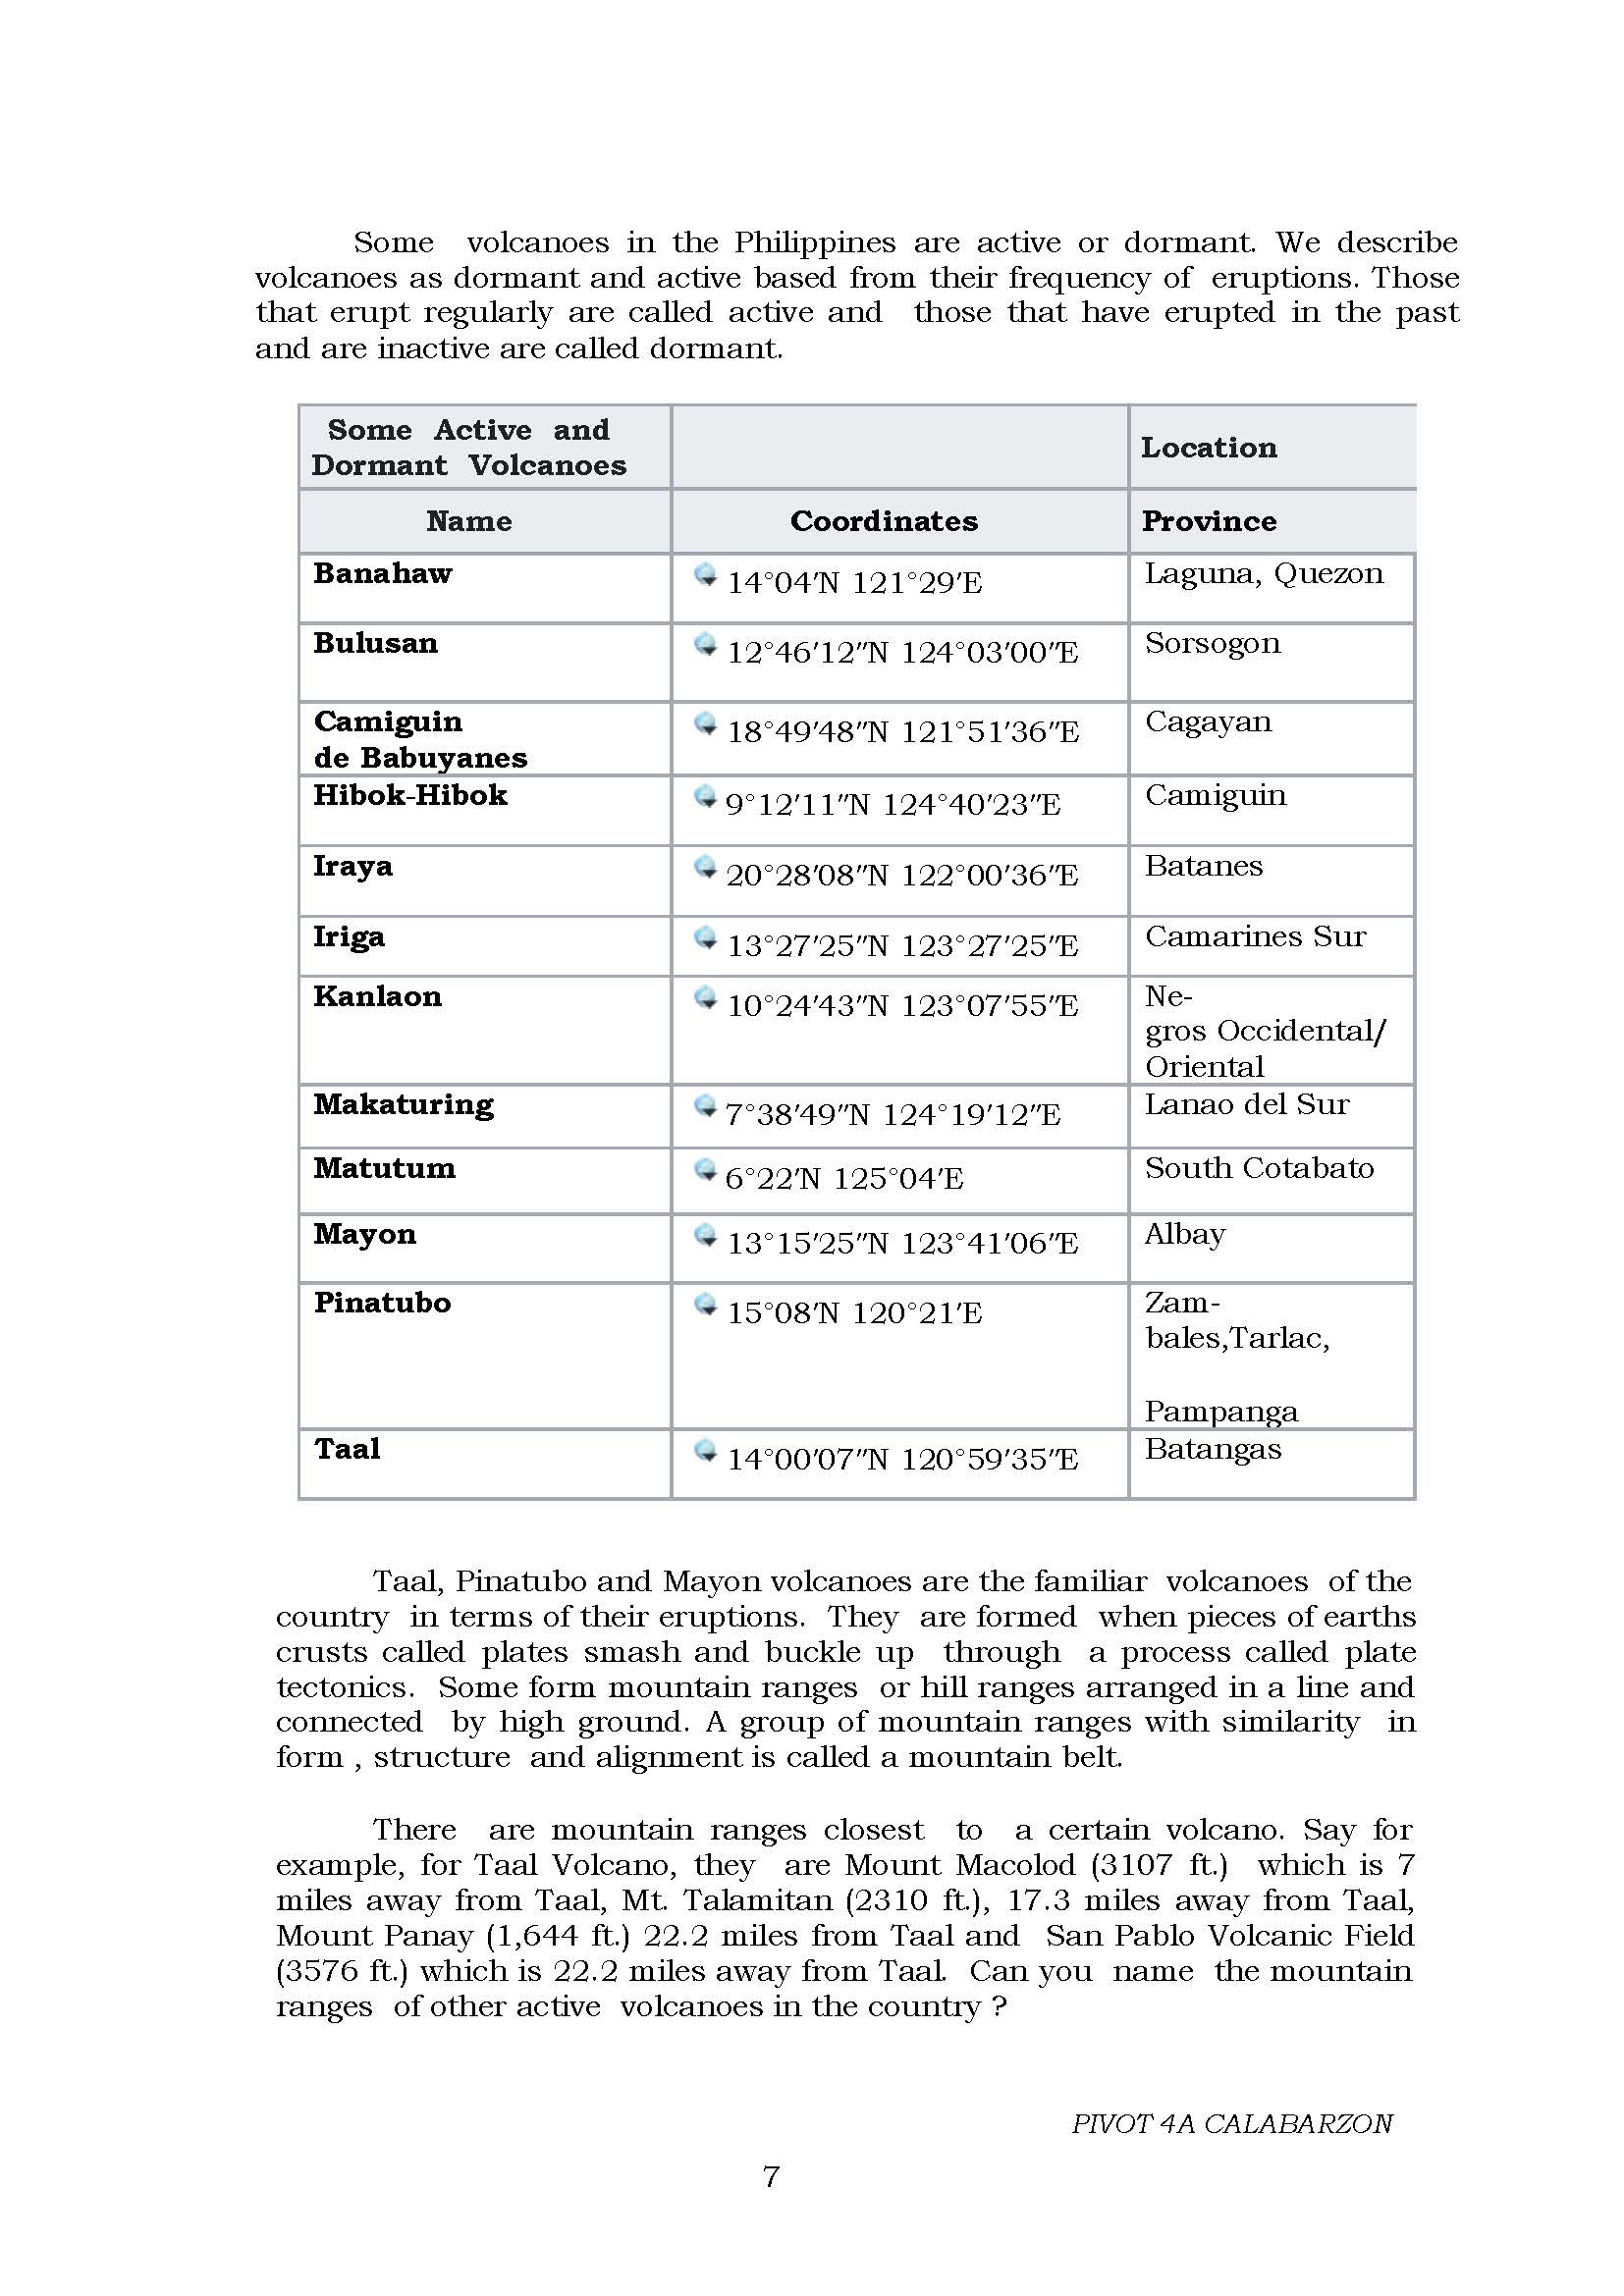 Some volcanoes in the Philippines are active or dormant. We describe
volcanoes as dormant and active based from their frequency of eruptions. Those
that erupt regularly are called active and those that have erupted in the past
and are inactive are called dormant.
Some Active and
Dormant Volcanoes
Location
Name Coordinates Province
Banahaw 14°04′N 121°29′E Laguna, Quezon
Bulusan 12°46′12″N 124°03′00″E Sorsogon
Camiguin
de Babuyanes
18°49′48″N 121°51′36″E Cagayan
Hibok-Hibok 9°12′11″N 124°40′23″E Camiguin
Iraya 20°28′08″N 122°00′36″E Batanes
Iriga 13°27′25″N 123°27′25″E Camarines Sur
Kanlaon 10°24′43″N 123°07′55″E Ne-
gros Occidental/
Oriental
Makaturing 7°38′49″N 124°19′12″E Lanao del Sur
Matutum 6°22′N 125°04′E South Cotabato
Mayon 13°15′25″N 123°41′06″E Albay
Pinatubo 15°08′N 120°21′E Zam-
bales,Tarlac,
Pampanga
Taal 14°00′07″N 120°59′35″E Batangas
Taal, Pinatubo and Mayon volcanoes are the familiar volcanoes of the
country in terms of their eruptions. They are formed when pieces of earths
crusts called plates smash and buckle up through a process called plate
tectonics. Some form mountain ranges or hill ranges arranged in a line and
connected by high ground. A group of mountain ranges with similarity in
form , structure and alignment is called a mountain belt.
There are mountain ranges closest to a certain volcano. Say for
example, for Taal Volcano, they are Mount Macolod (3107 ft.) which is 7
miles away from Taal, Mt. Talamitan (2310 ft.), 17.3 miles away from Taal,
Mount Panay (1,644 ft.) 22.2 miles from Taal and San Pablo Volcanic Field
(3576 ft.) which is 22.2 miles away from Taal. Can you name the mountain
ranges of other active volcanoes in the country ?
PIVOT 4A CALABARZON
7